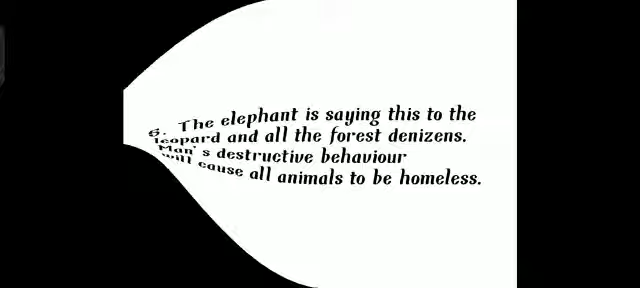 6. The elephant is saying this to the
leopard and all the forest denizens.
Man's destructive behaviour
will cause all animals to be homeless.